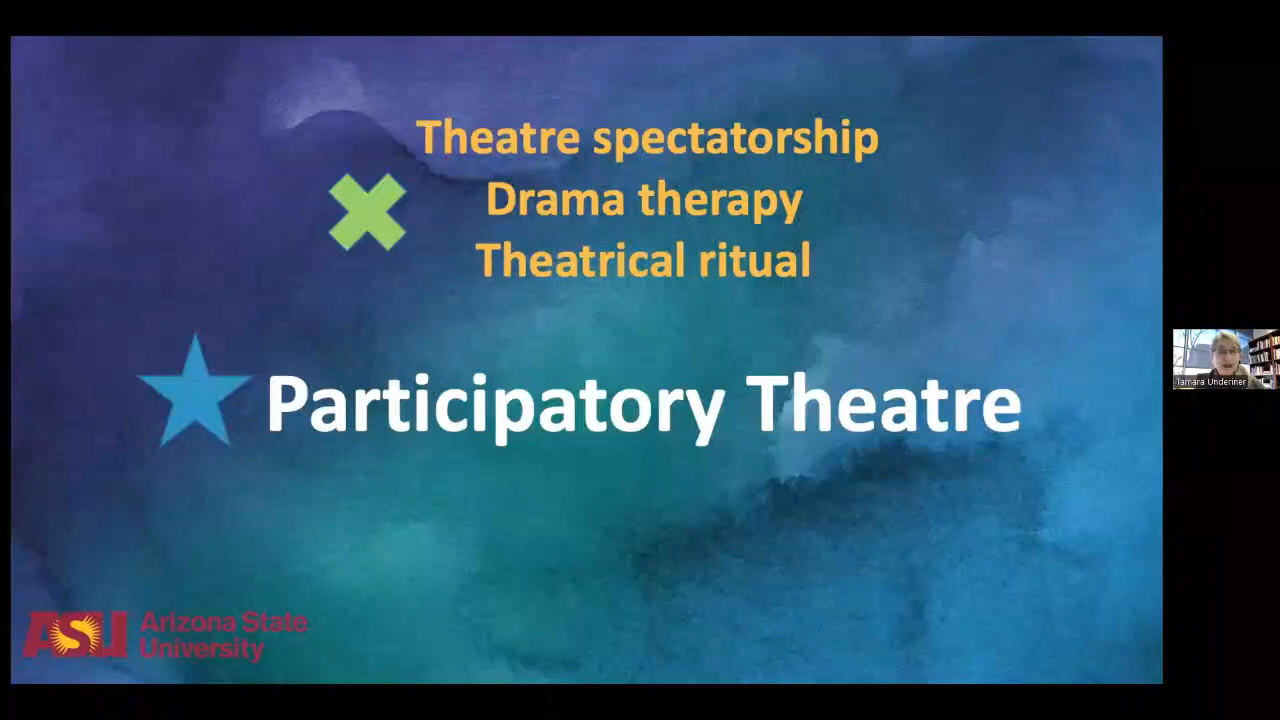 Theatre spectatorship
Drama therapy
Theatrical ritual
Participatory Theatre
Tamara Underiner
ASU Arizona State
University